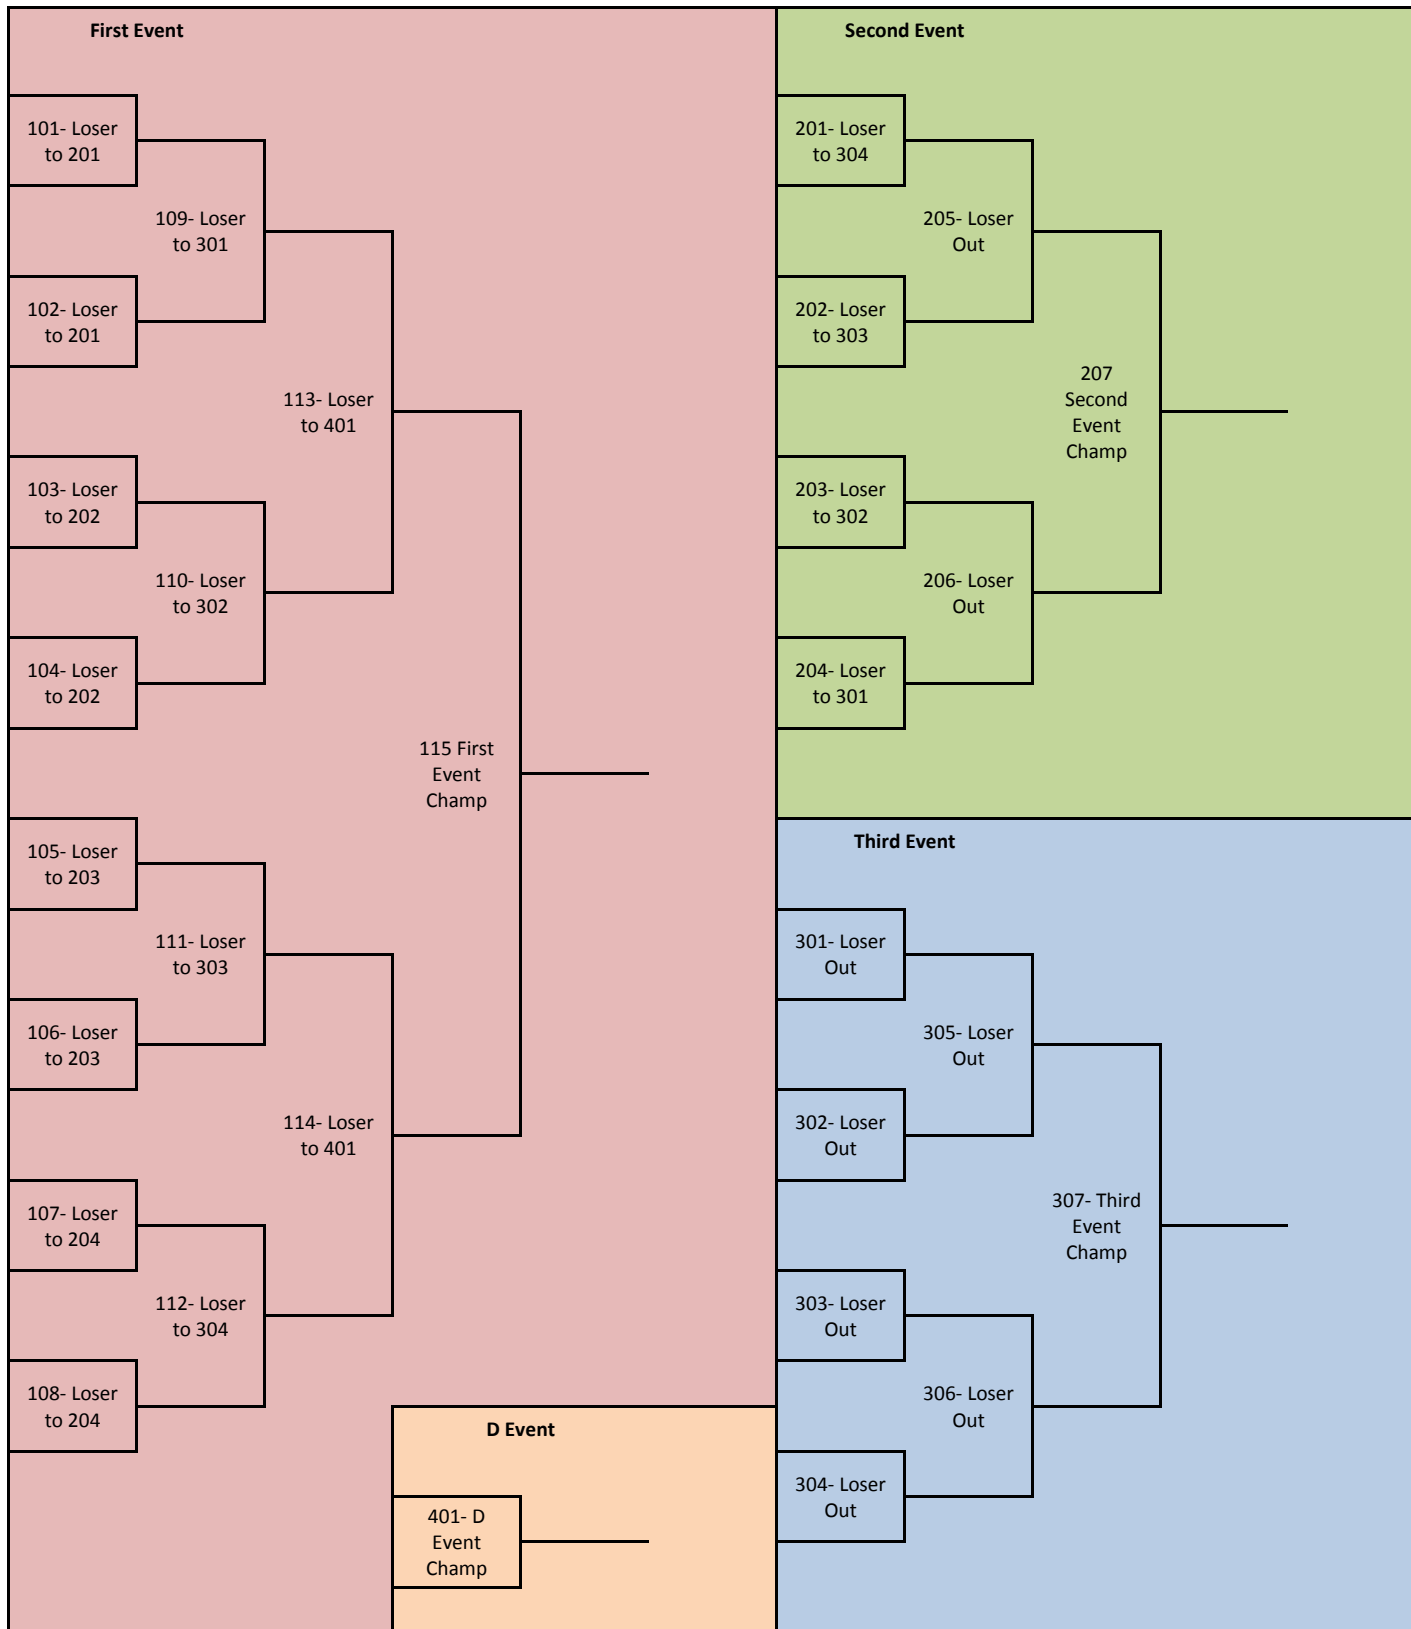 First Event
101- Loser
to 201
109- Loser
to 301
102- Loser
to 201
113- Loser
to 401
103- Loser
to 202
110- Loser
to 302
104- Loser
to 202
115 First
Event
Champ
105- Loser
to 203
111- Loser
to 303
106- Loser
to 203
114- Loser
to 401
107- Loser
to 204
112- Loser
to 304
108- Loser
to 204
D Event
401- D
Event
Champ
Second Event
201- Loser
to 304
205- Loser
Out
202- Loser
to 303
207
Second
Event
Champ
203- Loser
to 302
206- Loser
Out
204- Loser
to 301
Third Event
301- Loser
Out
305- Loser
Out
302- Loser
Out
307- Third
Event
Champ
303- Loser
Out
306- Loser
Out
304- Loser
Out